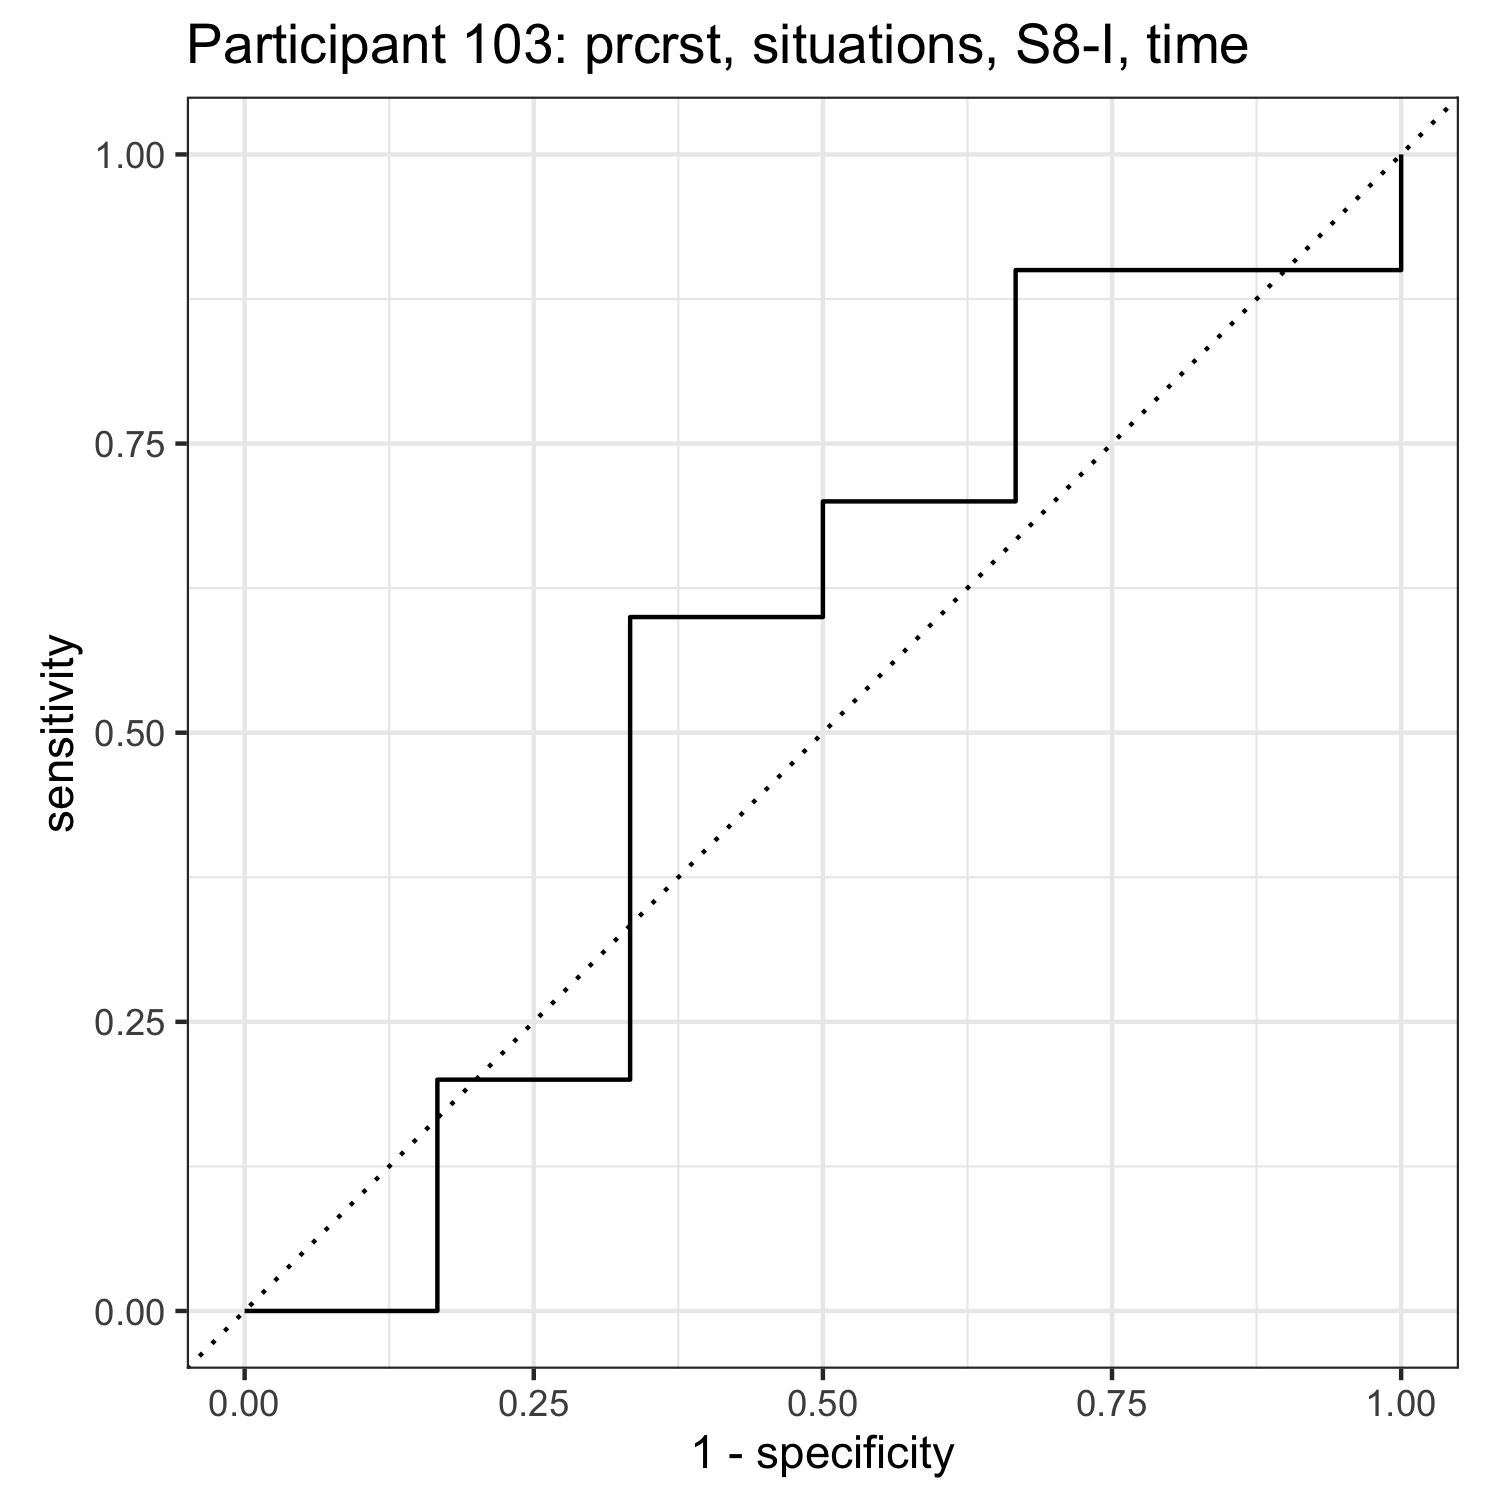 Participant 103: prcrst, situations, S8-I, time
1.00
0.75
0.50
0.25
0.00
sensitivity
0.00 0.25 0.50 0.75 1.00
1 - specificity